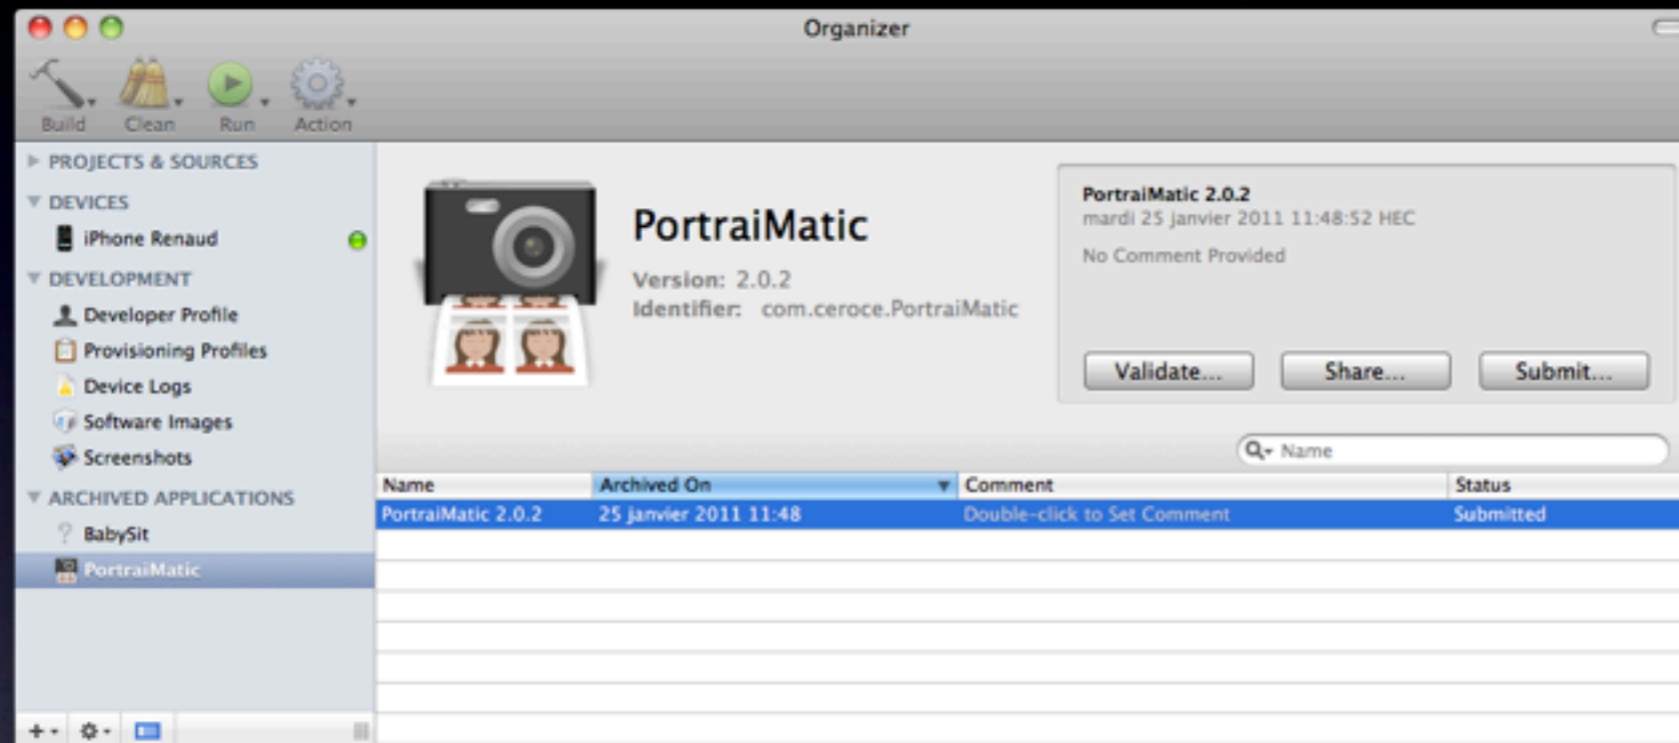 Organizer
Build Clean Run Action
PROJECTS & SOURCES
DEVICES
iPhone Renaud
DEVELOPMENT
Developer Profile
Provisioning Profiles
Device Logs
Software Images
Screenshots
ARCHIVED APPLICATIONS
BabySit
PortraiMatic
PortraiMatic
Version: 2.0.2
Identifier: com.ceroce.PortraiMatic
PortraiMatic 2.0.2
mardi 25 janvier 2011 11:48:52 HEC
No Comment Provided
Validate... Share... Submit...
Name
Name Archived On Comment Status
PortraiMatic 2.0.2 25 janvier 2011 11:48 Double-click to Set Comment Submitted